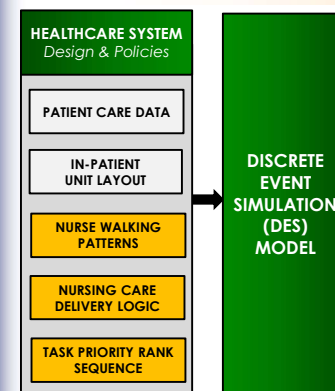 HEALTHCARE SYSTEM
Design & Policies
PATIENT CARE DATA
IN-PATIENT
UNIT LAYOUT
NURSE WALKING
PATTERNS
NURSING CARE
DELIVERY LOGIC
TASK PRIORITY RANK
SEQUENCE
DISCRETE
EVENT
SIMULATION
(DES)
MODEL